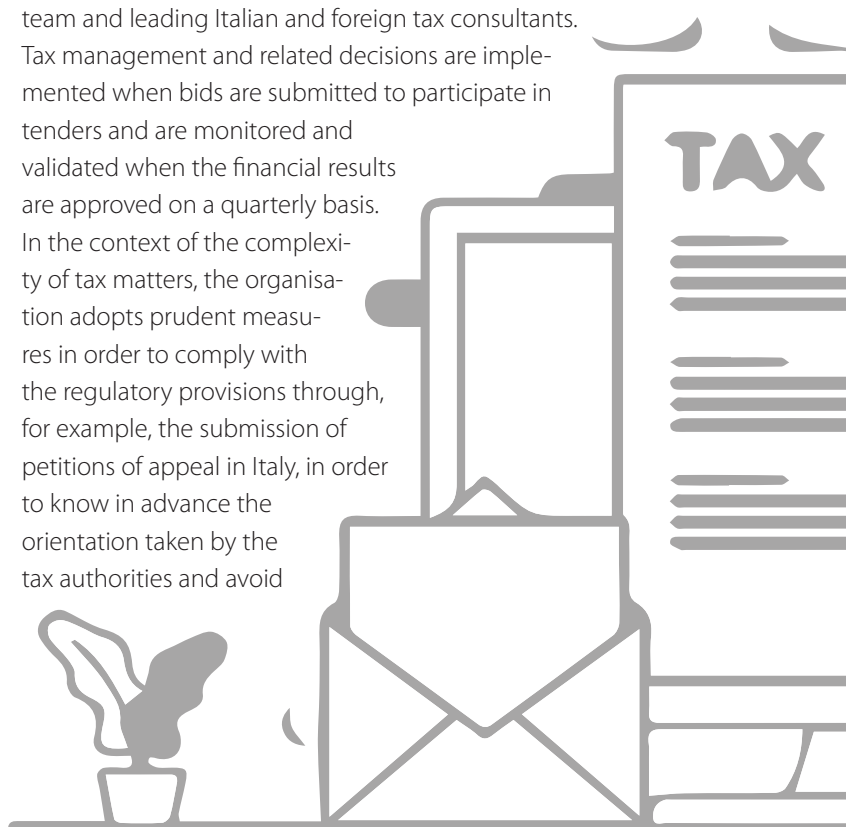 team and leading Italian and foreign tax consultants.
Tax management and related decisions are imple-
mented when bids are submitted to participate in
tenders and are monitored and
validated when the financial results
are approved on a quarterly basis.
In the context of the complexi-
ty of tax matters, the organisa-
tion adopts prudent measu-
res in order to comply with
the regulatory provisions through,
for example, the submission of
petitions of appeal in Italy, in order
to know in advance the
orientation taken by the
tax authorities and avoid
TAX